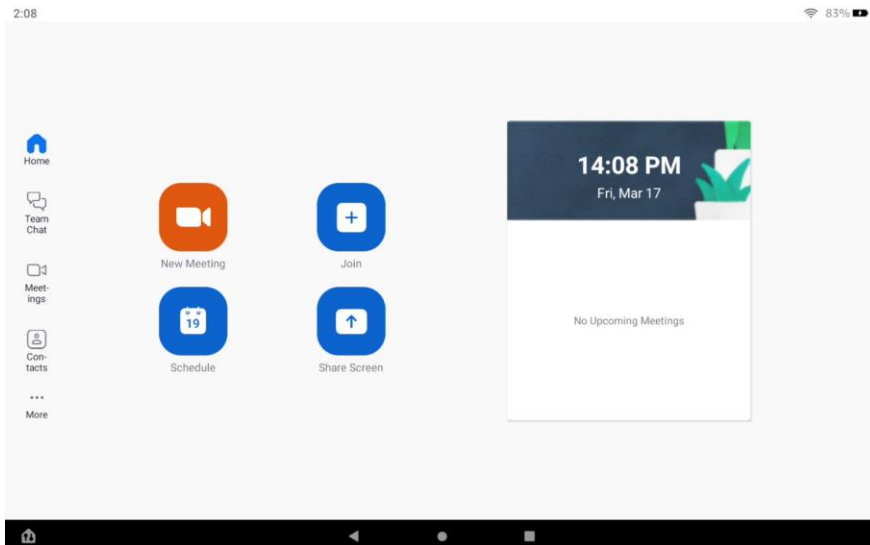 2:08
83%
Home
Team
Chat
Meet-
ings
Con-
tacts
More
New Meeting
Join
19
Schedule
Share Screen
14:08 PM
Fri, Mar 17
No Upcoming Meetings